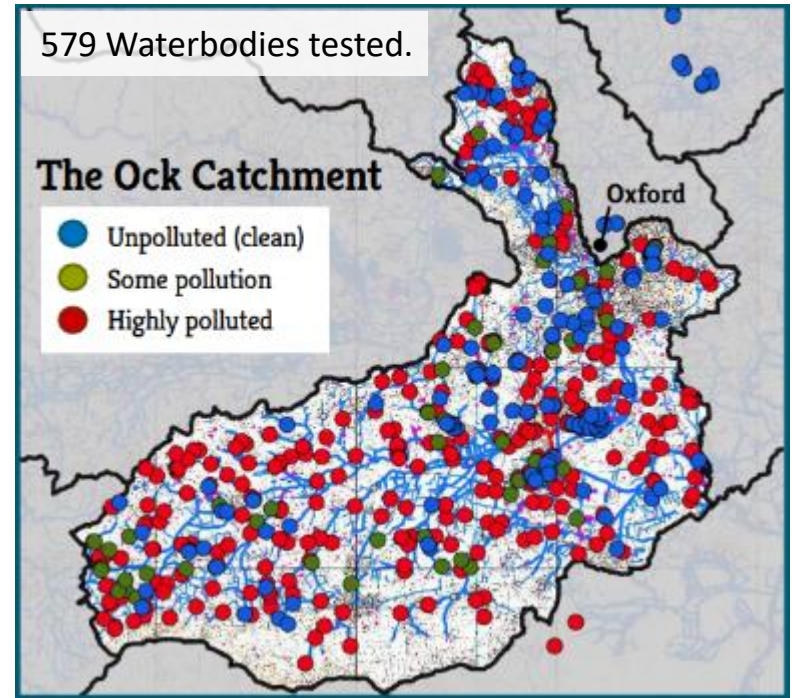 579 Waterbodies tested.
The Ock Catchment
Oxford
Unpolluted (clean)
Some pollution
Highly polluted